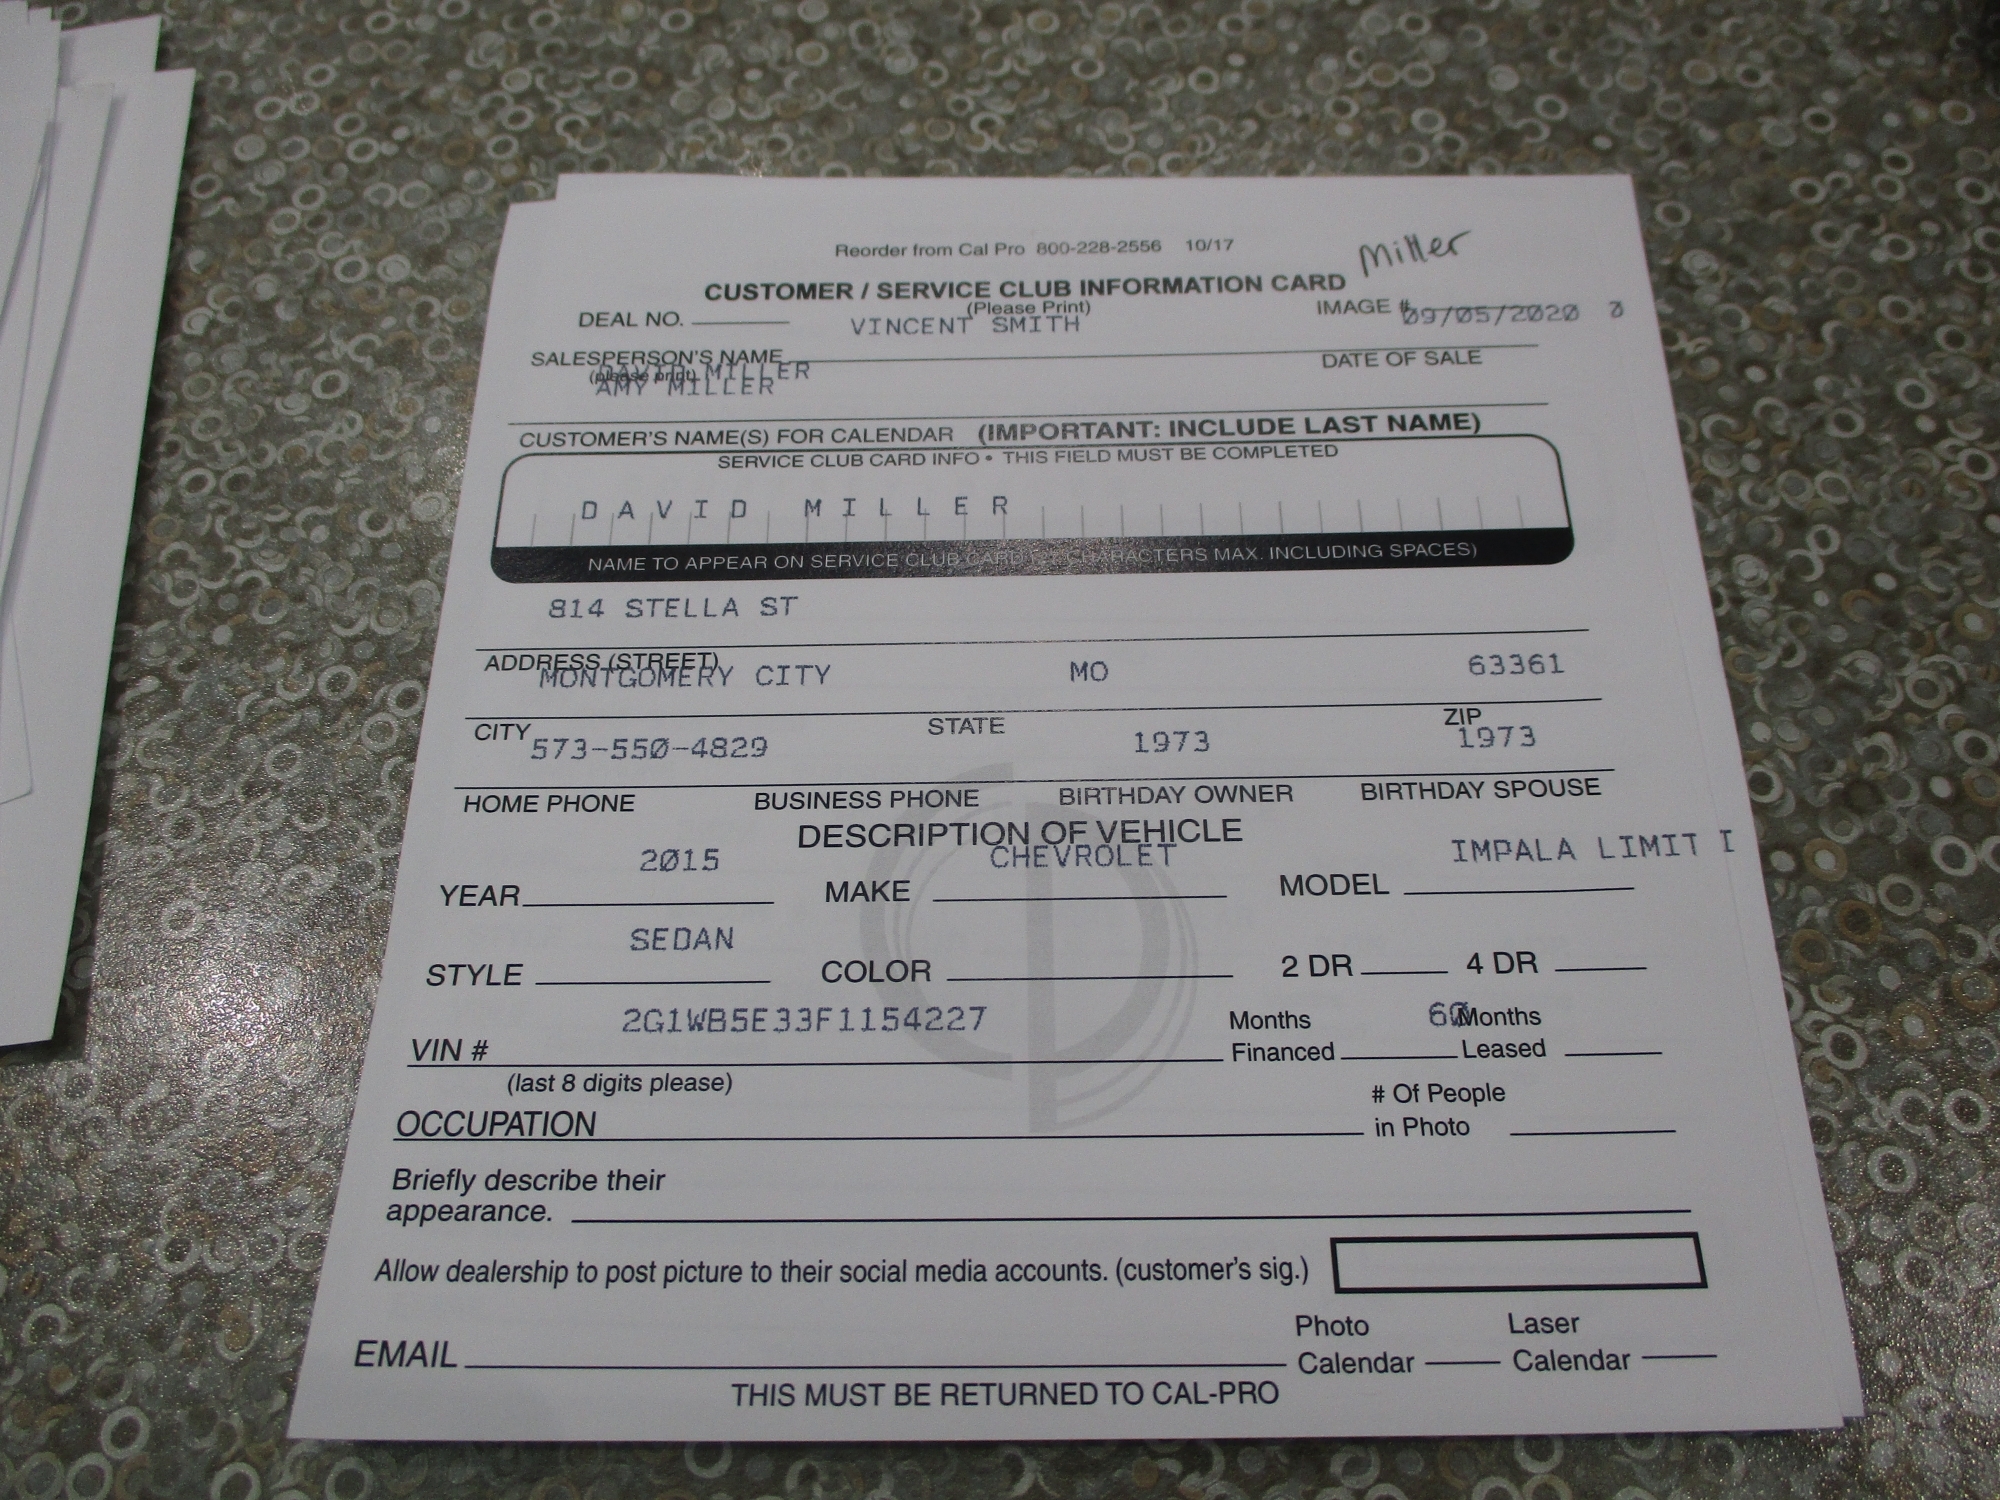 Reorder from Cal Pro 800-228-2556 10/17
Miller
CUSTOMER / SERVICE CLUB INFORMATION CARD
(Please Print)
DEAL NO.
VINCENT SMITH
IMAGE #
09/05/2020
SALESPERSON'S NAME
(please print)
DATE OF SALE
DAVID MILLER
AMY MILLER
CUSTOMER'S NAME(S) FOR CALENDAR (IMPORTANT: INCLUDE LAST NAME)
SERVICE CLUB CARD INFO • THIS FIELD MUST BE COMPLETED
DAVID MILLER
NAME TO APPEAR ON SERVICE CLUB CARD CHARACTERS MAX. INCLUDING SPACES)
814 STELLA ST
ADDRESS (STREET)
MONTGOMERY CITY MO 63361
CITY STATE ZIP
573-550-4829 1973 1973
HOME PHONE BUSINESS PHONE BIRTHDAY OWNER BIRTHDAY SPOUSE
DESCRIPTION OF VEHICLE
2015 CHEVROLET IMPALA LIMIT I
YEAR MAKE MODEL
SEDAN
STYLE COLOR 2 DR 4 DR
2G1WB5E33F1154227 Months 60 Months
VIN # Financed Leased
(last 8 digits please)
# Of People
OCCUPATION in Photo
Briefly describe their
appearance.
Allow dealership to post picture to their social media accounts. (customer's sig.)
Photo Laser
EMAIL Calendar Calendar
THIS MUST BE RETURNED TO CAL-PRO